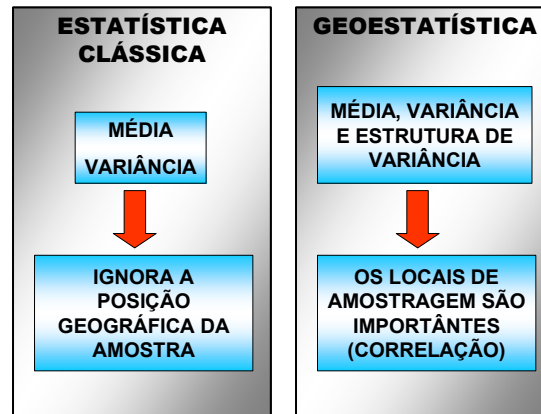 ESTATÍSTICA
CLÁSSICA
MÉDIA
VARIÂNCIA
IGNORA A
POSIÇÃO
GEOGRÁFICA DA
AMOSTRA
GEOESTATÍSTICA
MÉDIA, VARIÂNCIA
E ESTRUTURA DE
VARIÂNCIA
OS LOCAIS DE
AMOSTRAGEM SÃO
IMPORTÂNTES
(CORRELAÇÃO)